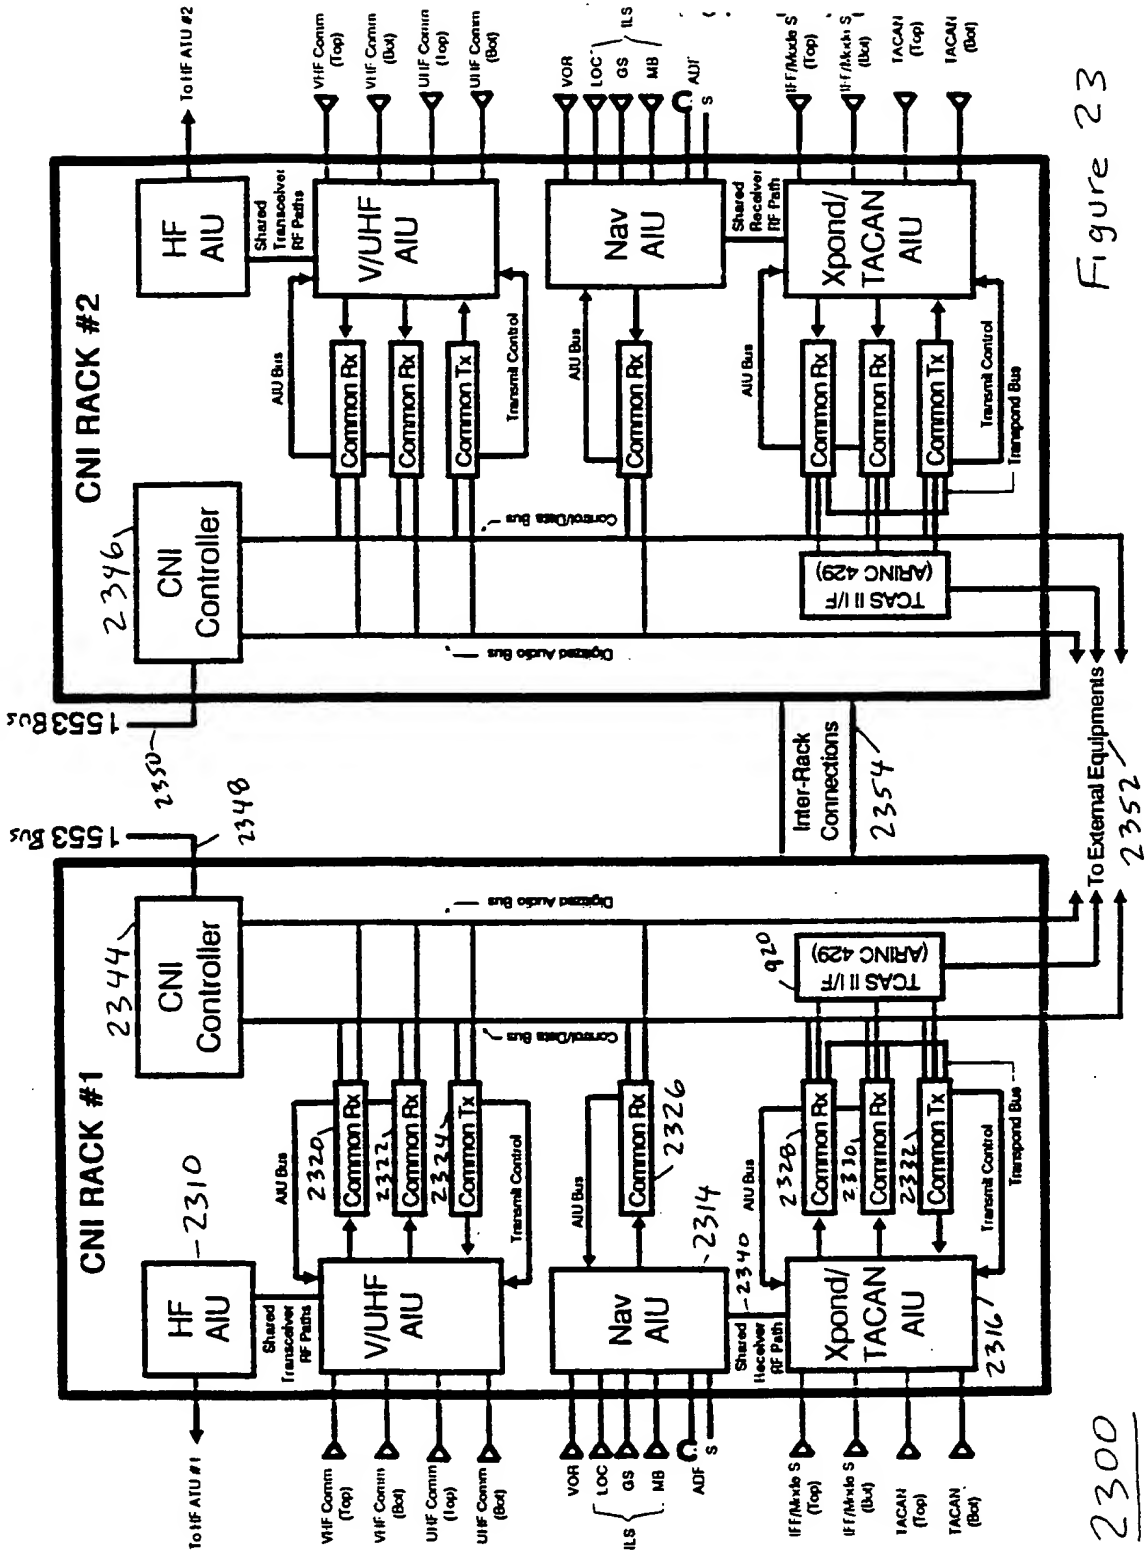 CNI RACK #1
HF
AIU
2310
To HF ATU #1
CNI
Controller
2344
1553 Bus
2348
Shared
Transceiver
RF Paths
V/UHF
AIU
AIU Bus
Common Rx
2320
Common Rx
2322
Common Tx
2324
Transmit Control
VHF Comm
(Top)
VHF Comm
(Bot)
UHF Comm
(Top)
UHF Comm
(Bot)
Control/Data Bus
Digitized Audio Bus
Nav
AIU
2314
AIU Bus
Common Rx
2326
VOR
LOC
GS
MB
ILS
ADF
S
Shared
Receiver
RF Path
2340
Xpond/
TACAN
AIU
2316
AIU Bus
Common Rx
2328
Common Rx
2330
Common Tx
2332
Transmit Control
Transpond Bus
TCAS II I/F
(ARINC 429)
920
IFF/Mode S
(Top)
IFF/Mode S
(Bot)
TACAN
(Top)
TACAN
(Bot)
Inter-Rack
Connections
2354
To External Equipments
2352
CNI RACK #2
HF
AIU
To HF ATU #2
CNI
Controller
2346
1553 Bus
2350
Shared
Transceiver
RF Paths
V/UHF
AIU
AIU Bus
Common Rx
Common Rx
Common Tx
Transmit Control
VHF Comm
(Top)
VHF Comm
(Bot)
UHF Comm
(Top)
UHF Comm
(Bot)
Control/Data Bus
Digitized Audio Bus
Nav
AIU
AIU Bus
Common Rx
VOR
LOC
GS
MB
ILS
ADF
S
Shared
Receiver
RF Path
Xpond/
TACAN
AIU
AIU Bus
Common Rx
Common Rx
Common Tx
Transmit Control
Transpond Bus
TCAS II I/F
(ARINC 429)
IFF/Mode S
(Top)
IFF/Mode S
(Bot)
TACAN
(Top)
TACAN
(Bot)
2300
Figure 23